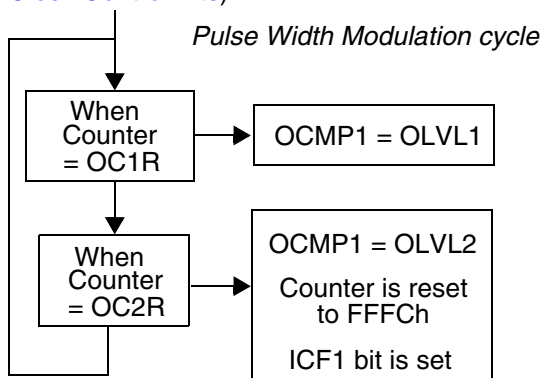 Pulse Width Modulation cycle
When
Counter
= OC1R
OCMP1 = OLVL1
When
Counter
= OC2R
OCMP1 = OLVL2
Counter is reset
to FFFCh
ICF1 bit is set